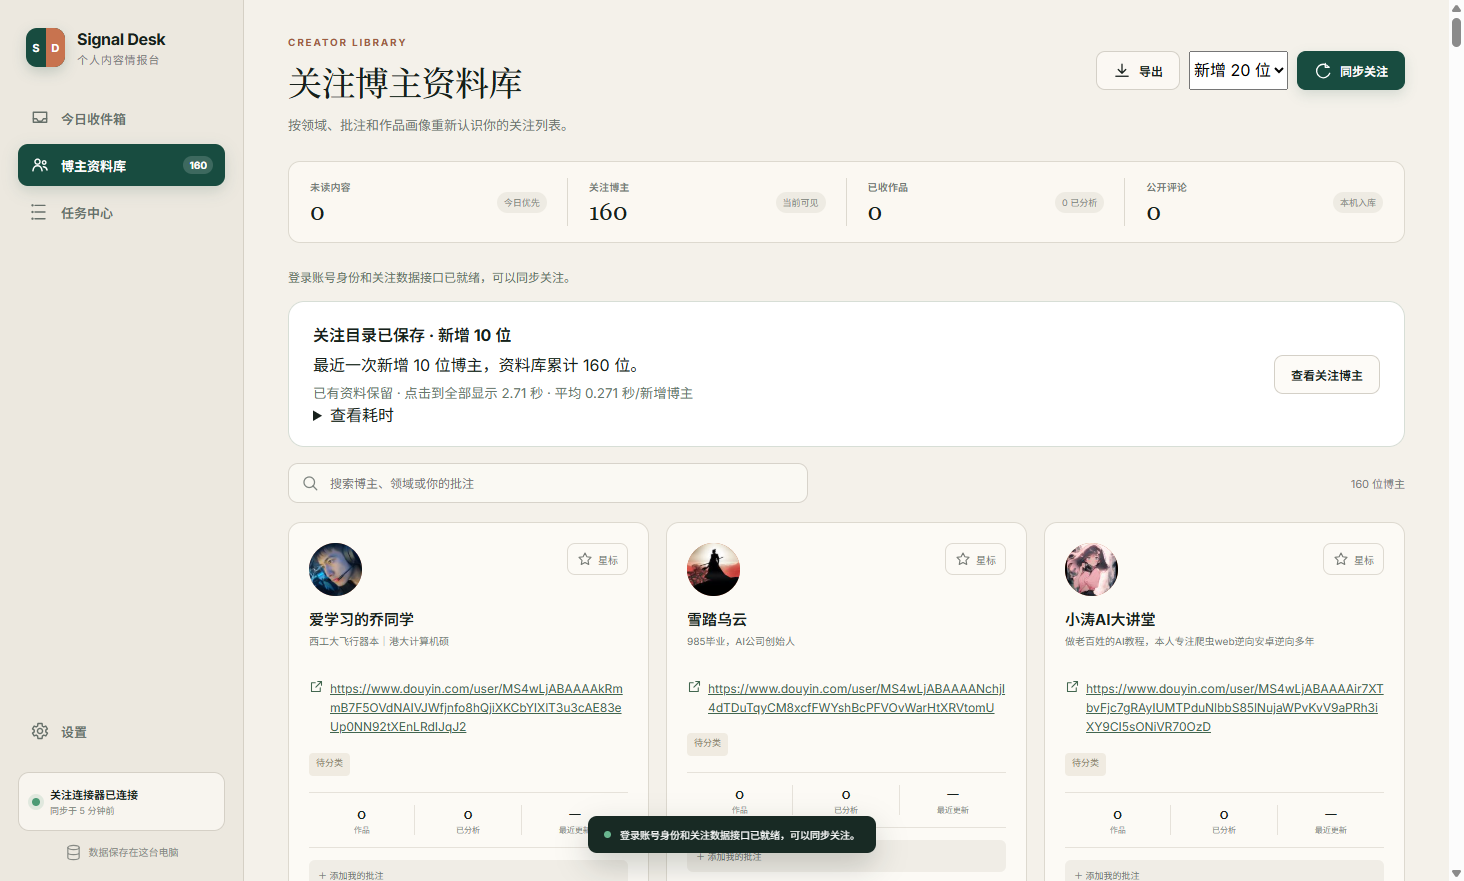 S D
Signal Desk
个人内容情报台
今日收件箱
博主资料库 160
任务中心
设置
关注连接器已连接
同步于 5 分钟前
数据保存在这台电脑
CREATOR LIBRARY
关注博主资料库
按领域、批注和作品画像重新认识你的关注列表。
导出
新增 20 位
同步关注
未读内容
0
今日优先
关注博主
160
当前可见
已收作品
0
0 已分析
公开评论
0
本机入库
登录账号身份和关注数据接口已就绪，可以同步关注。
关注目录已保存 · 新增 10 位
最近一次新增 10 位博主，资料库累计 160 位。
已有资料保留 · 点击到全部显示 2.71 秒 · 平均 0.271 秒/新增博主
▶ 查看耗时
查看关注博主
搜索博主、领域或你的批注
160 位博主
星标
爱学习的乔同学
西工大飞行器本｜港大计算机硕
https://www.douyin.com/user/MS4wLjABAAAAkRm
mB7F5OVdNAIVJWfjnfo8hQjiXKCbYIXlT3u3cAE83e
Up0NN92tXEnLRdIJqJ2
待分类
0
作品
0
已分析
—
最近更新
+ 添加我的批注
星标
雪踏乌云
985毕业，AI公司创始人
https://www.douyin.com/user/MS4wLjABAAAANchjl
4dTDuTqyCM8xcfFWYshBcPFVOvWarHtXRVtomU
待分类
0
作品
0
已分析
—
最近更新
+ 添加我的批注
星标
小涛AI大讲堂
做老百姓的AI教程，本人专注爬虫web逆向安卓逆向多年
https://www.douyin.com/user/MS4wLjABAAAAir7XT
bvFjc7gRAyIUMTPduNlbbS85lNujaWPvKvV9aPRh3i
XY9CI5sONiVR70OzD
待分类
0
作品
0
已分析
—
最近更新
+ 添加我的批注
登录账号身份和关注数据接口已就绪，可以同步关注。